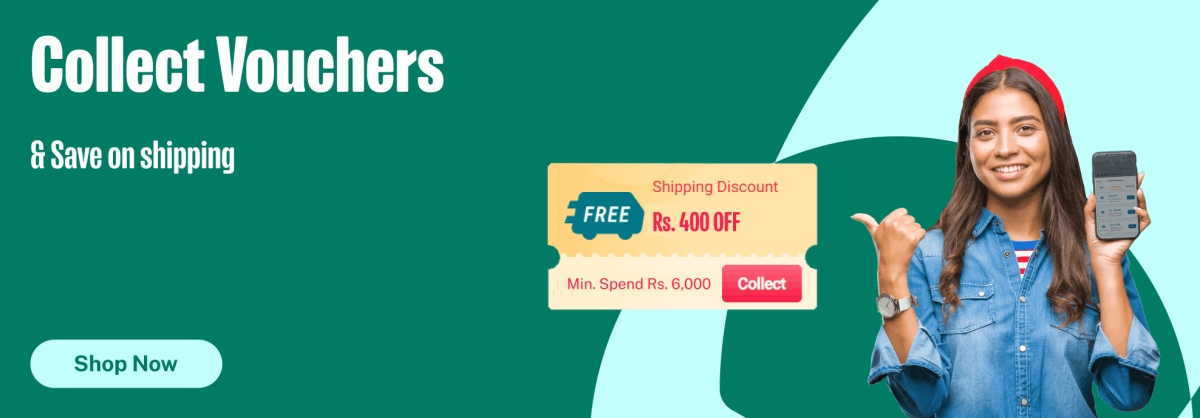 Collect Vouchers
& Save on shipping
Shipping Discount
FREE
Rs. 400 OFF
Min. Spend Rs. 6,000
Collect
Shop Now